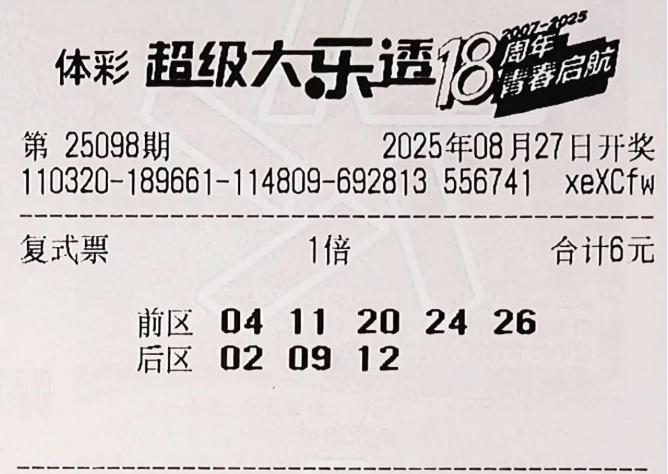 体彩 超级大乐透 18 周年 2007-2025
青春启航
第 25098期 2025年08月27日开奖
110320-189661-114809-692813 556741 xeXCfw
复式票 1倍 合计6元
前区 04 11 20 24 26
后区 02 09 12